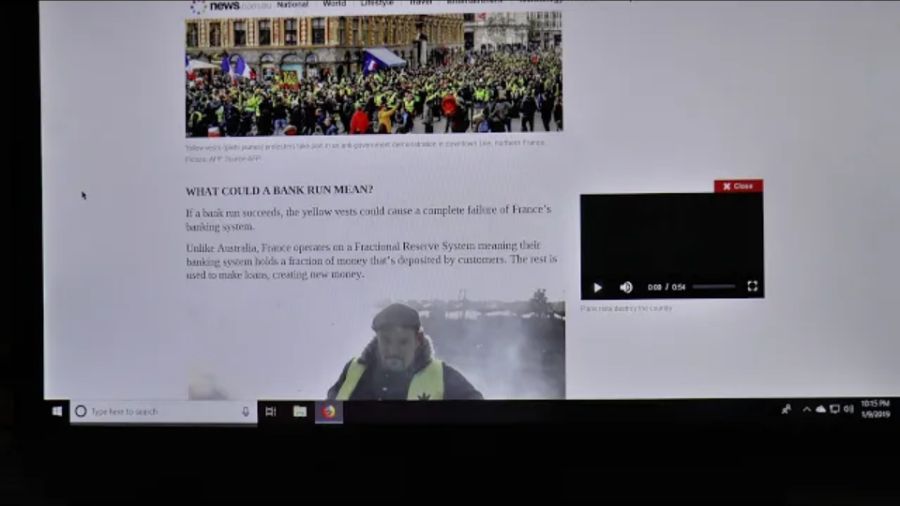 news.com.au National World Lifestyle Travel Entertainment Technology
Yellow vests (gilets jaunes) protesters take part in an anti-government demonstration in downtown Lille, northern France.
Picture: AFP Source:AFP
WHAT COULD A BANK RUN MEAN?
If a bank run succeeds, the yellow vests could cause a complete failure of France's
banking system.
Unlike Australia, France operates on a Fractional Reserve System meaning their
banking system holds a fraction of money that's deposited by customers. The rest is
used to make loans, creating new money.
Close
0:00 / 0:54
destroy the country
Type here to search
10:15 PM
1/9/2019